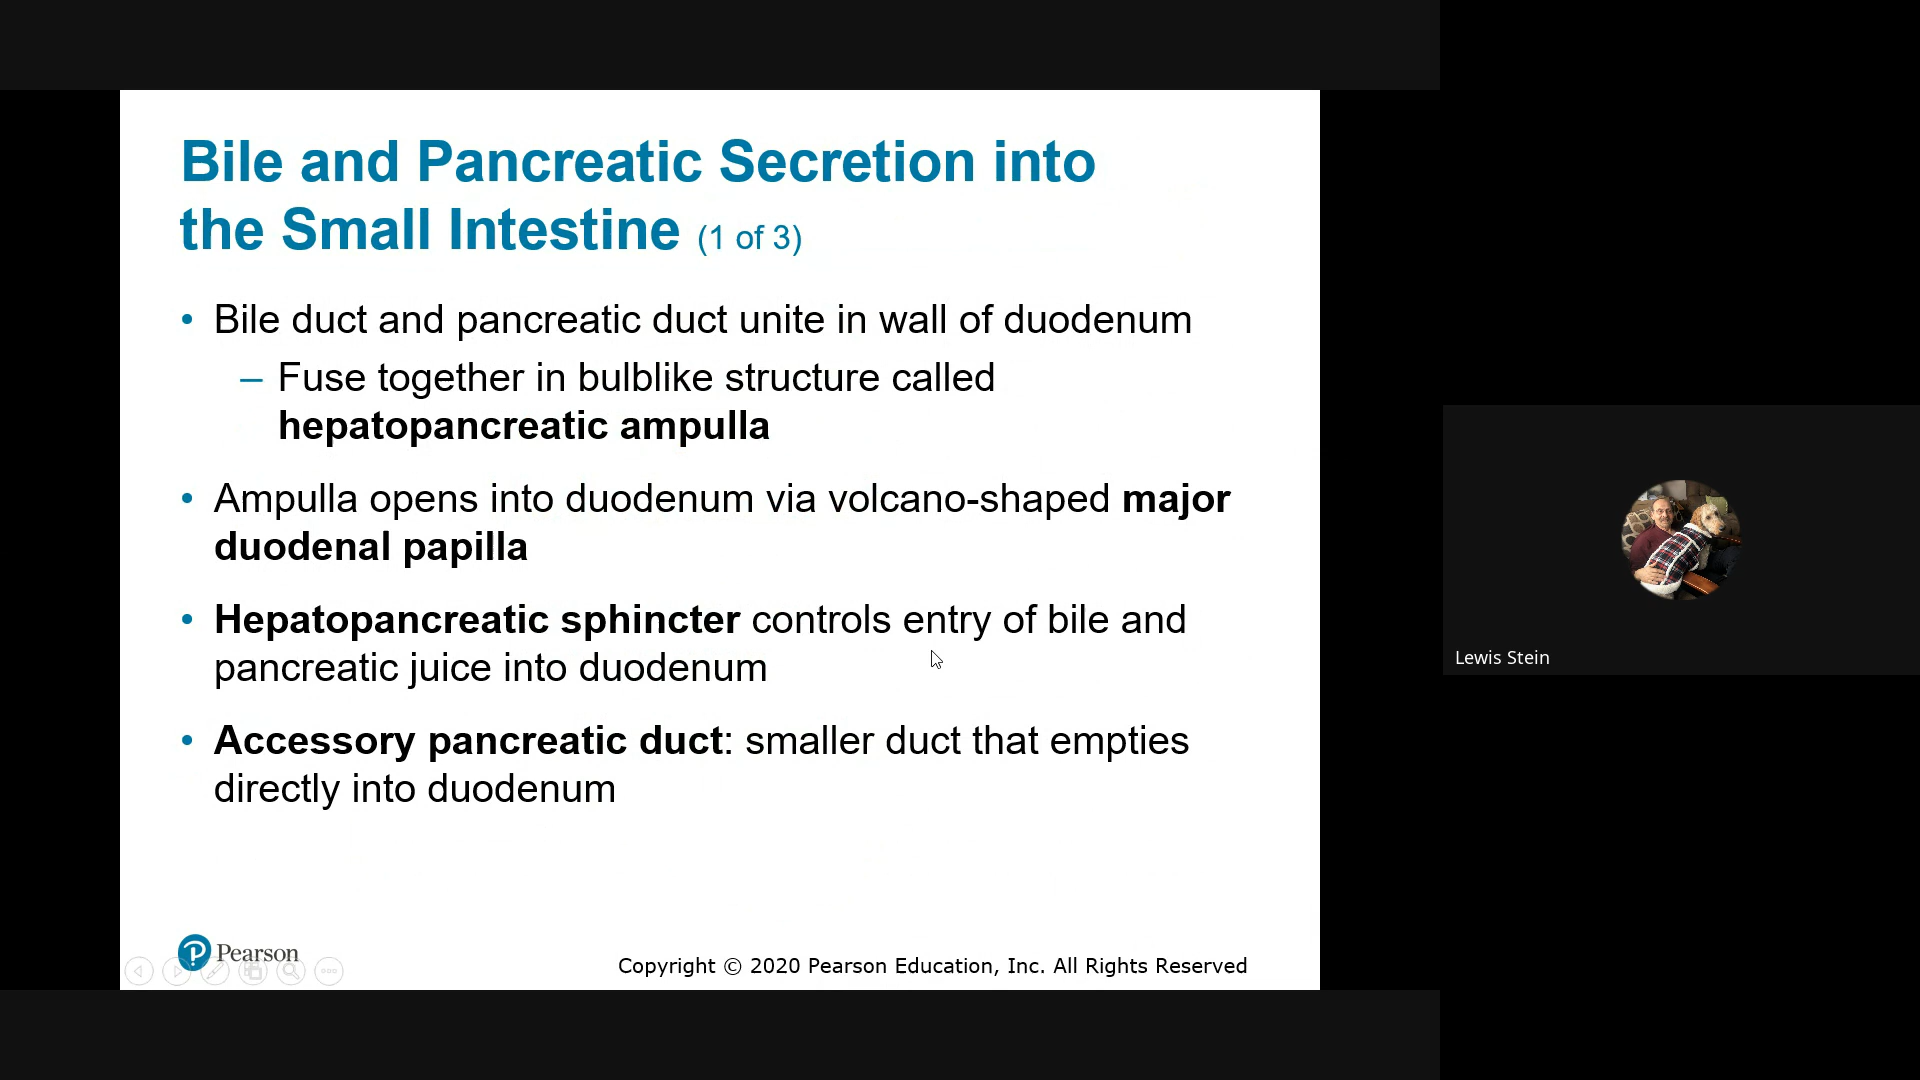 Bile and Pancreatic Secretion into
the Small Intestine (1 of 3)
• Bile duct and pancreatic duct unite in wall of duodenum
– Fuse together in bulblike structure called
hepatopancreatic ampulla
• Ampulla opens into duodenum via volcano-shaped major
duodenal papilla
• Hepatopancreatic sphincter controls entry of bile and
pancreatic juice into duodenum
• Accessory pancreatic duct: smaller duct that empties
directly into duodenum
Pearson
Copyright © 2020 Pearson Education, Inc. All Rights Reserved
Lewis Stein